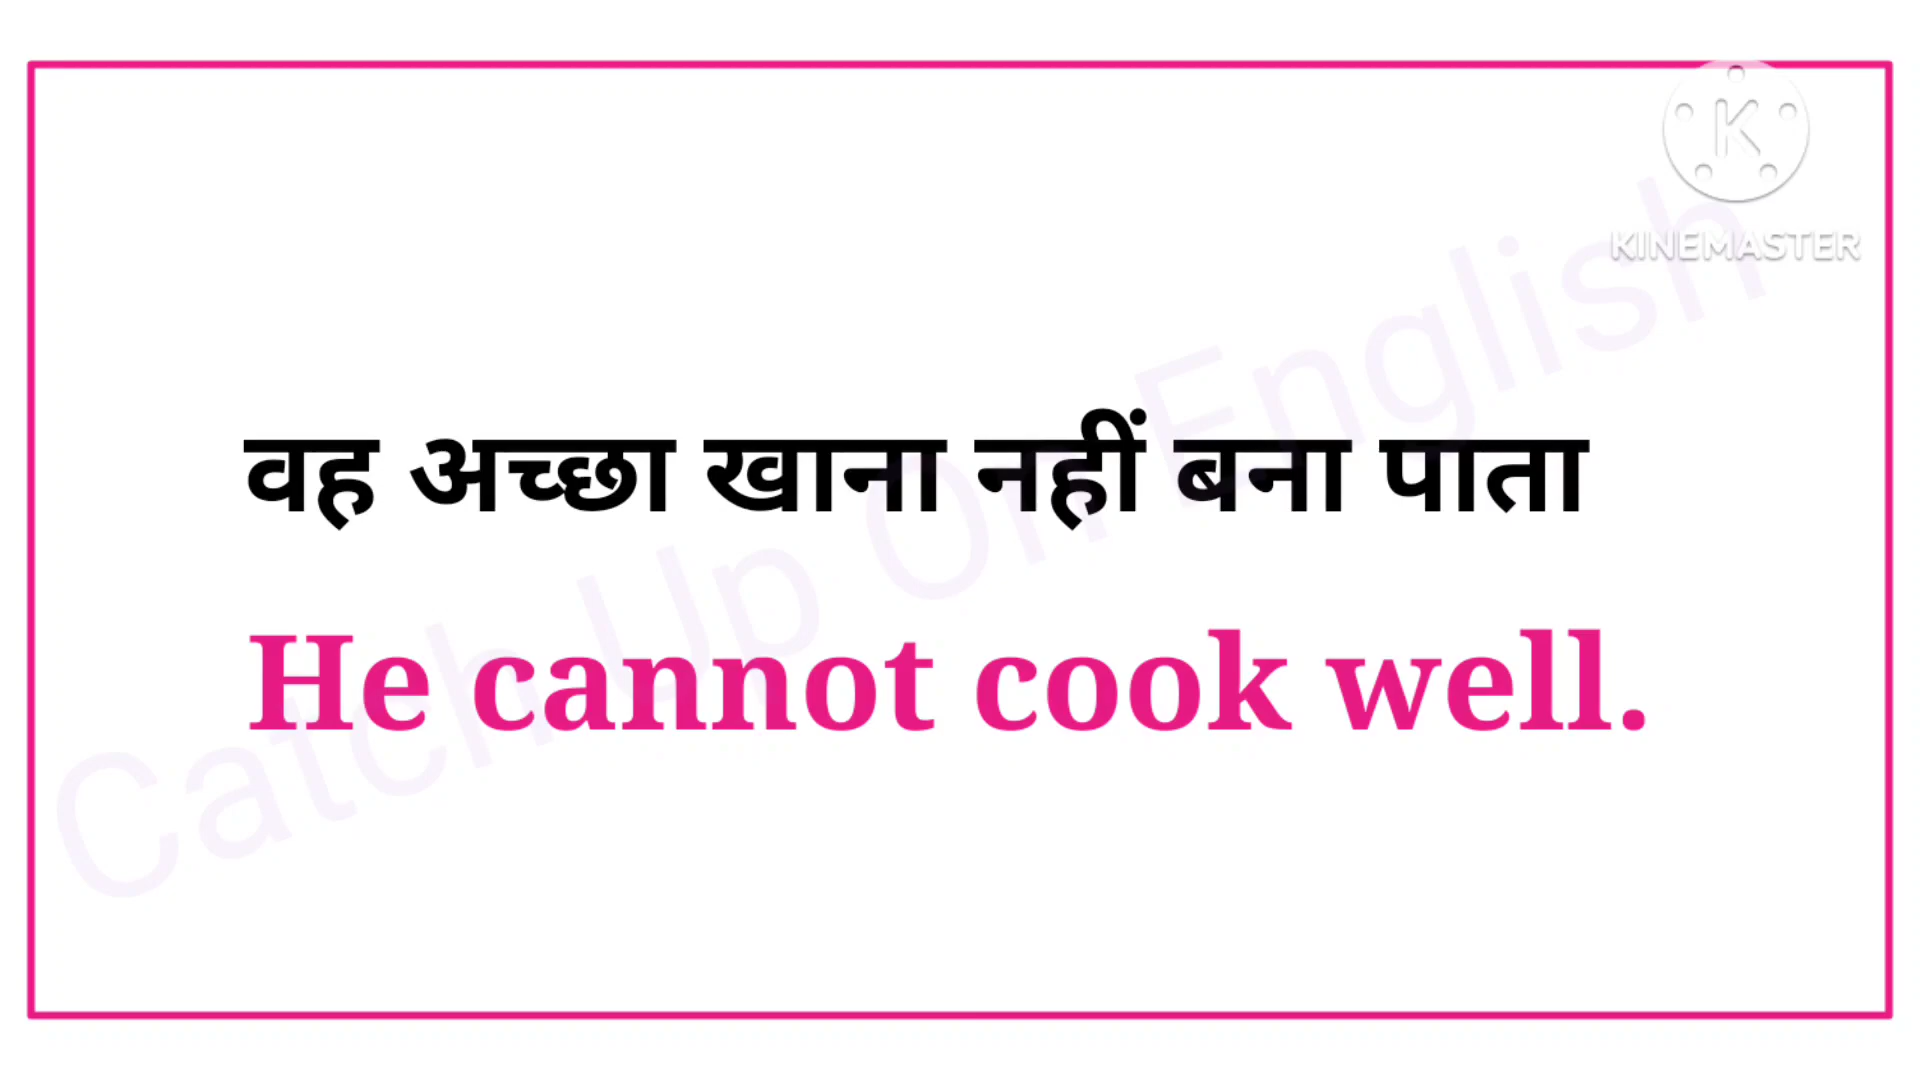 K
KINEMASTER
वह अच्छा खाना नहीं बना पाता
He cannot cook well.
Catch Up On English